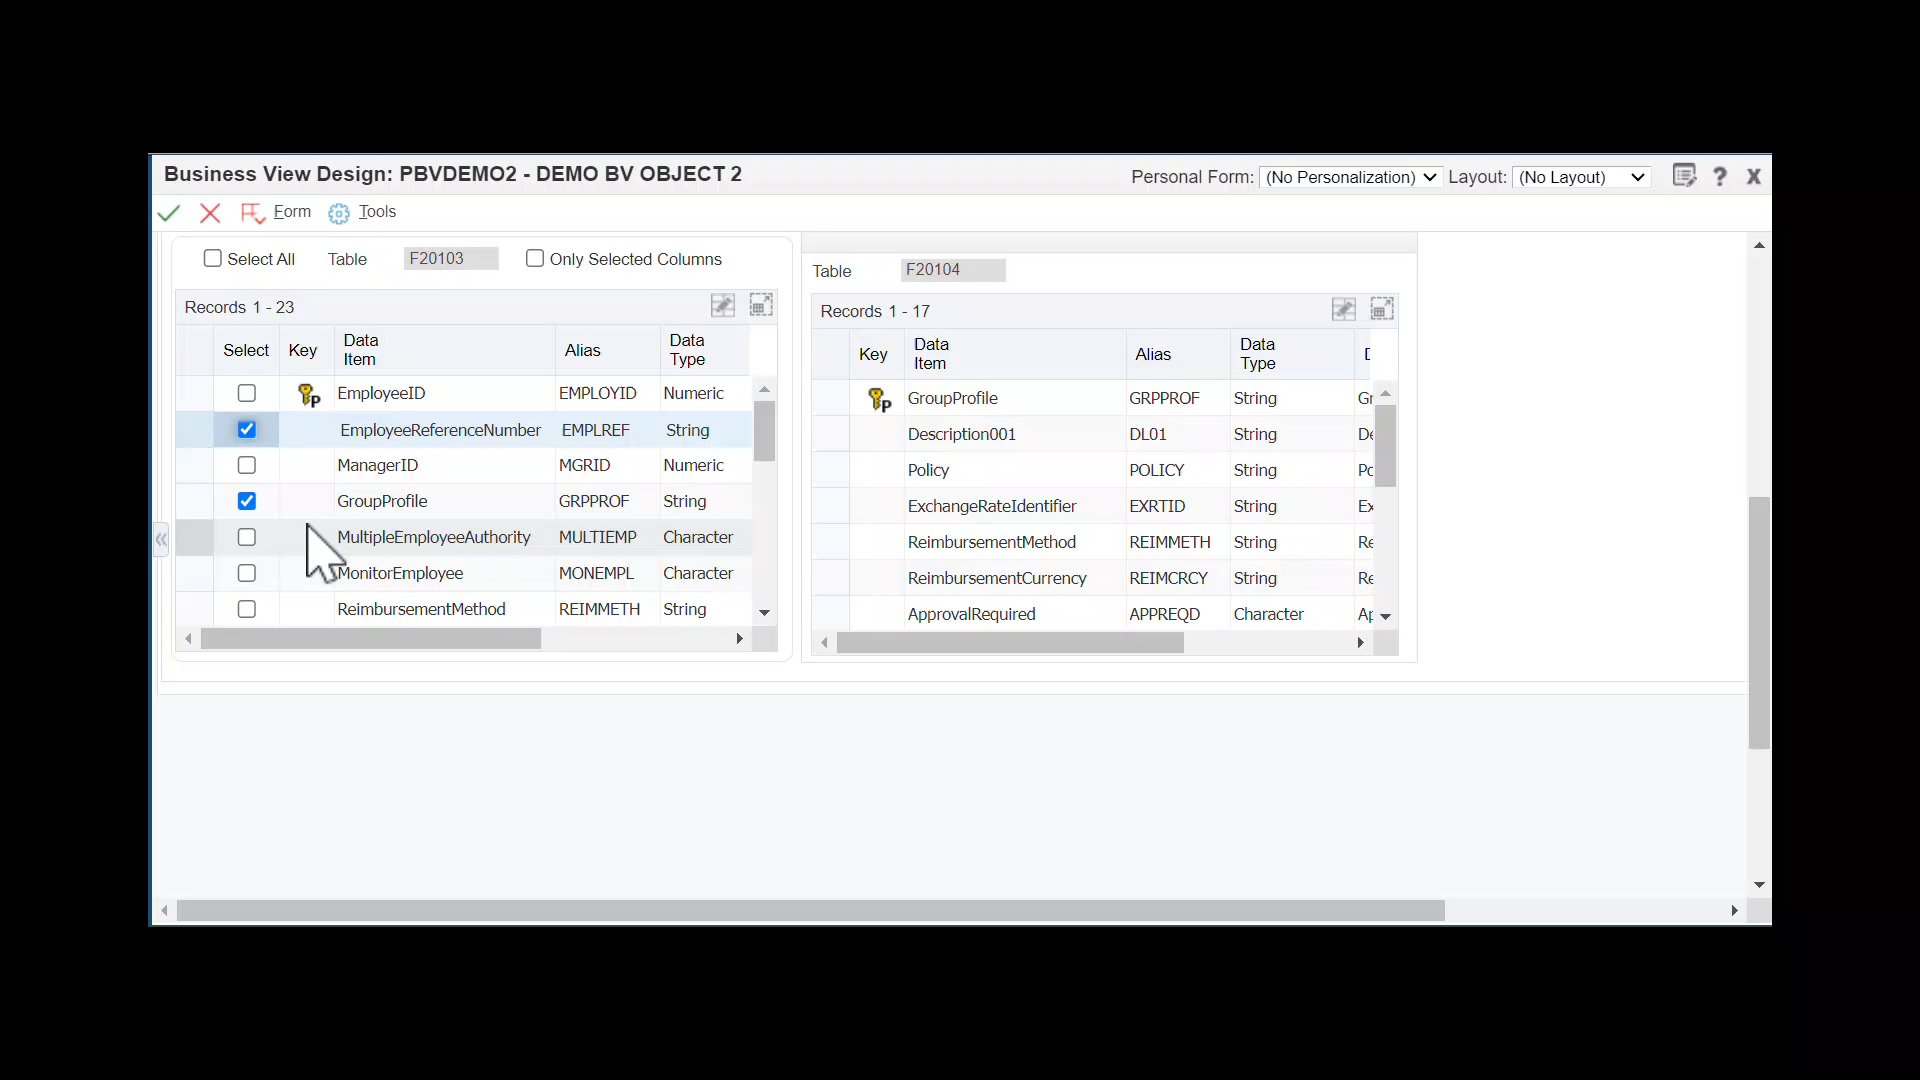 Business View Design: PBVDEMO2 - DEMO BV OBJECT 2
Personal Form: (No Personalization) Layout: (No Layout) ? X
Form Tools
Select All Table F20103 Only Selected Columns
Records 1 - 23
Select Key Data Item Alias Data Type
EmployeeID EMPLOYID Numeric
EmployeeReferenceNumber EMPLREF String
ManagerID MGRID Numeric
GroupProfile GRPPROF String
MultipleEmployeeAuthority MULTIEMP Character
MonitorEmployee MONEMPL Character
ReimbursementMethod REIMMETH String
Table F20104
Records 1 - 17
Key Data Item Alias Data Type
GroupProfile GRPPROF String
Description001 DL01 String De
Policy POLICY String
ExchangeRateIdentifier EXRTID String Ex
ReimbursementMethod REIMMETH String Re
ReimbursementCurrency REIMCRCY String Re
ApprovalRequired APPREQD Character